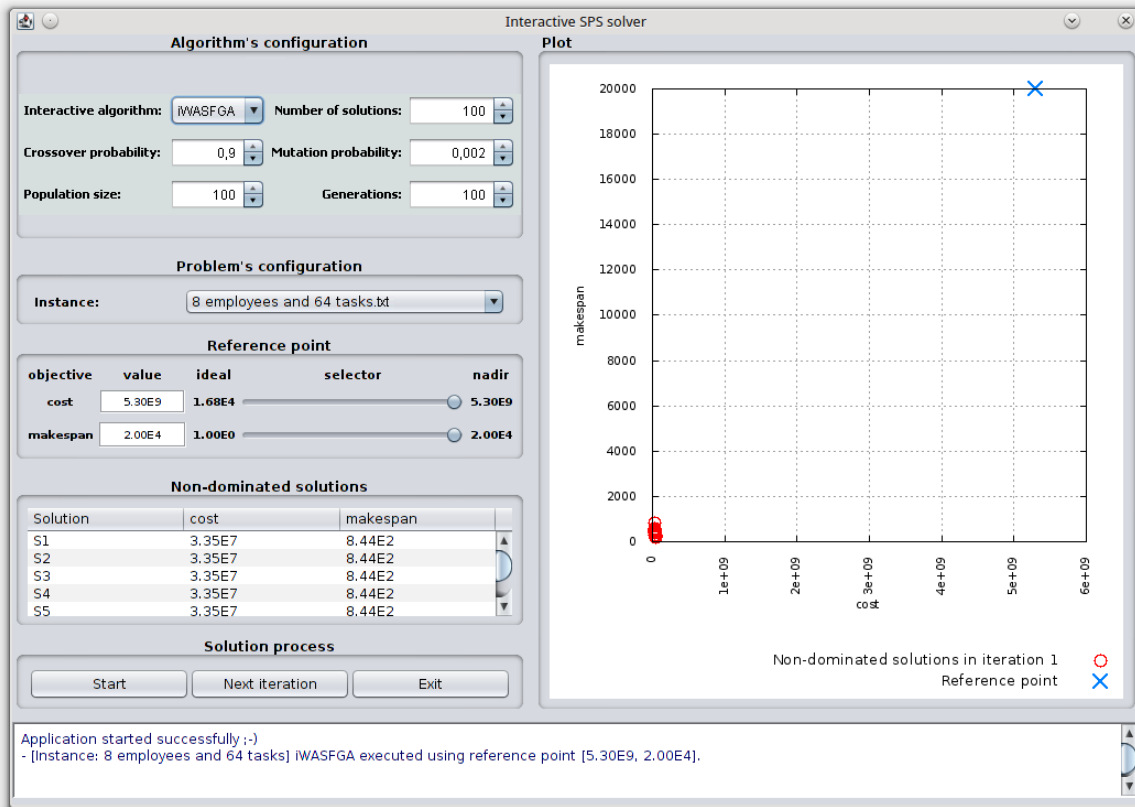 Interactive SPS solver
Algorithm's configuration
Interactive algorithm: iWASFGA Number of solutions: 100
Crossover probability: 0,9 Mutation probability: 0,002
Population size: 100 Generations: 100
Problem's configuration
Instance: 8 employees and 64 tasks.txt
Reference point
objective value ideal selector nadir
cost 5.30E9 1.68E4 5.30E9
makespan 2.00E4 1.00E0 2.00E4
Non-dominated solutions
Solution cost makespan
S1 3.35E7 8.44E2
S2 3.35E7 8.44E2
S3 3.35E7 8.44E2
S4 3.35E7 8.44E2
S5 3.35E7 8.44E2
Solution process
Start Next iteration Exit
Plot
20000
18000
16000
14000
12000
10000
8000
6000
4000
2000
0
makespan
0 1e+09 2e+09 3e+09 4e+09 5e+09 6e+09
cost
Non-dominated solutions in iteration 1
Reference point
Application started successfully ;-)
- [Instance: 8 employees and 64 tasks] iWASFGA executed using reference point [5.30E9, 2.00E4].